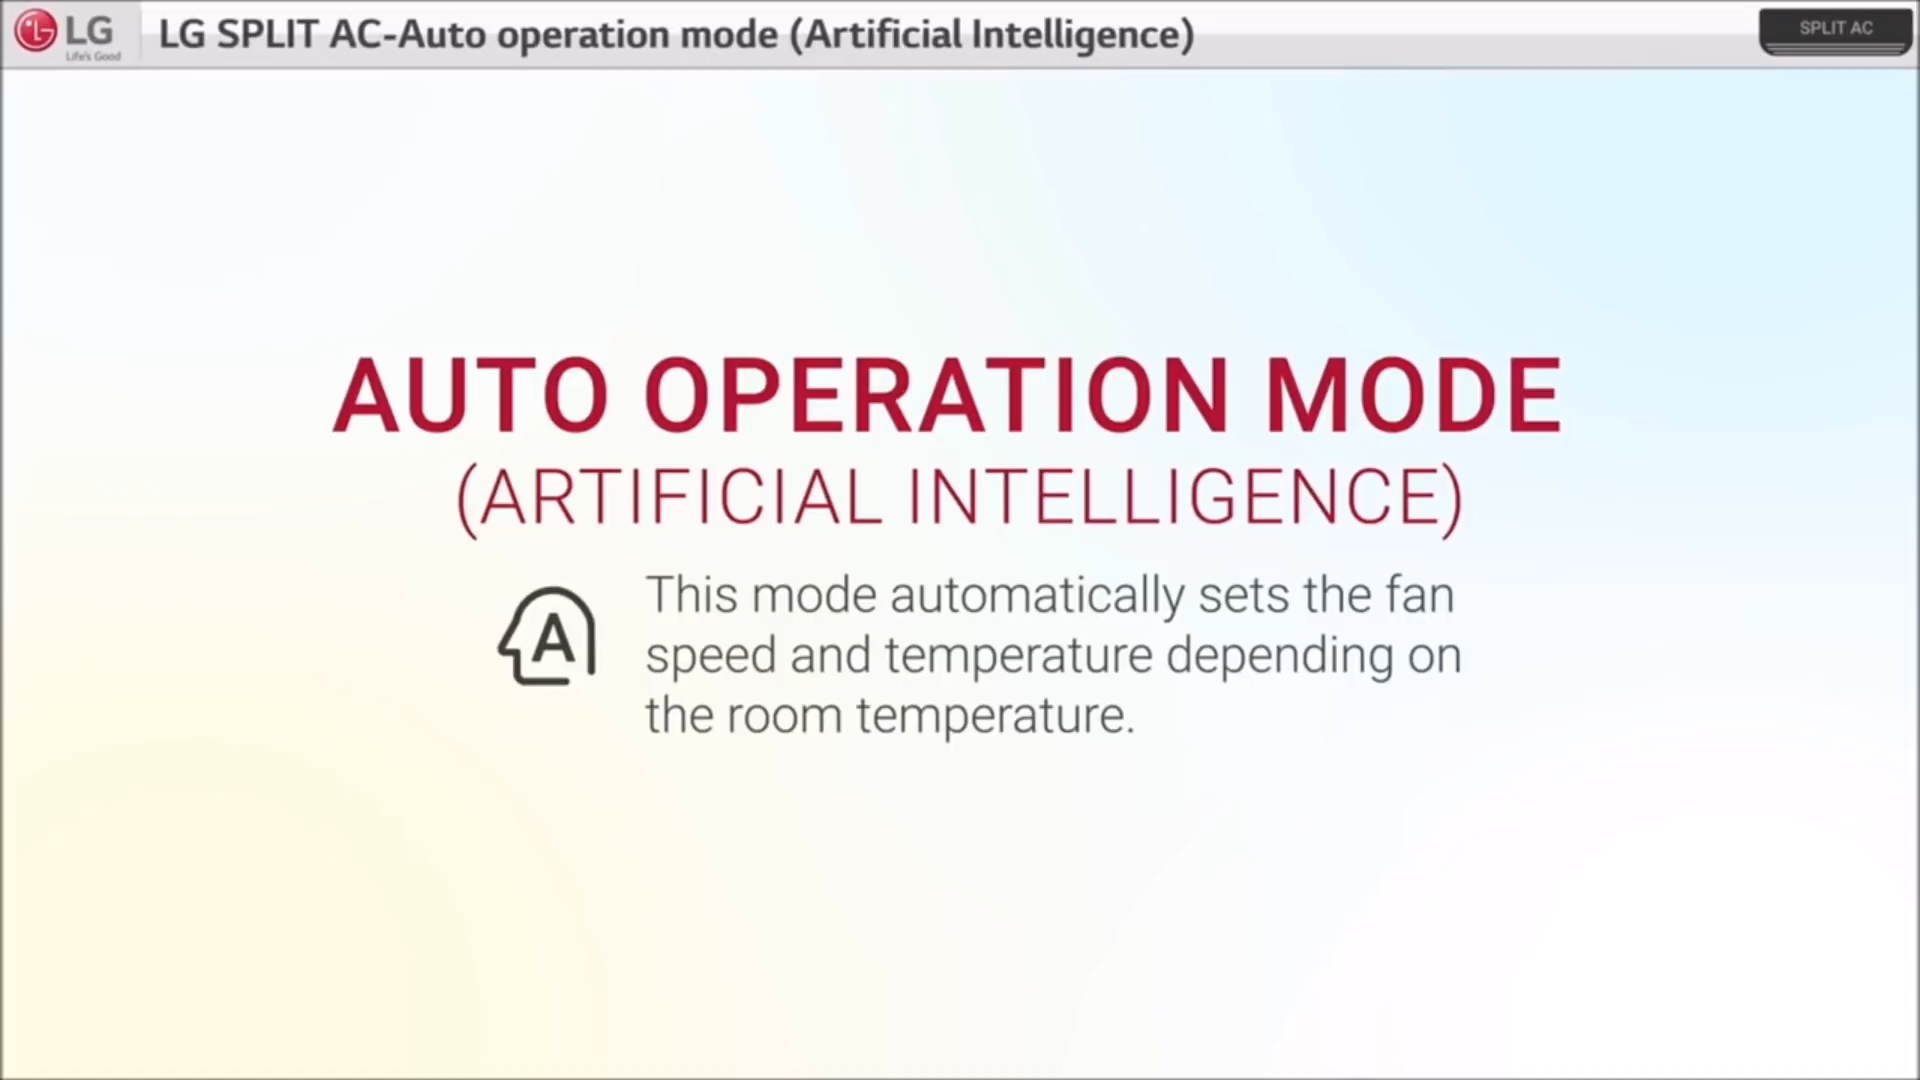 LG
Life's Good
LG SPLIT AC-Auto operation mode (Artificial Intelligence)
SPLIT AC
AUTO OPERATION MODE
(ARTIFICIAL INTELLIGENCE)
A
This mode automatically sets the fan
speed and temperature depending on
the room temperature.